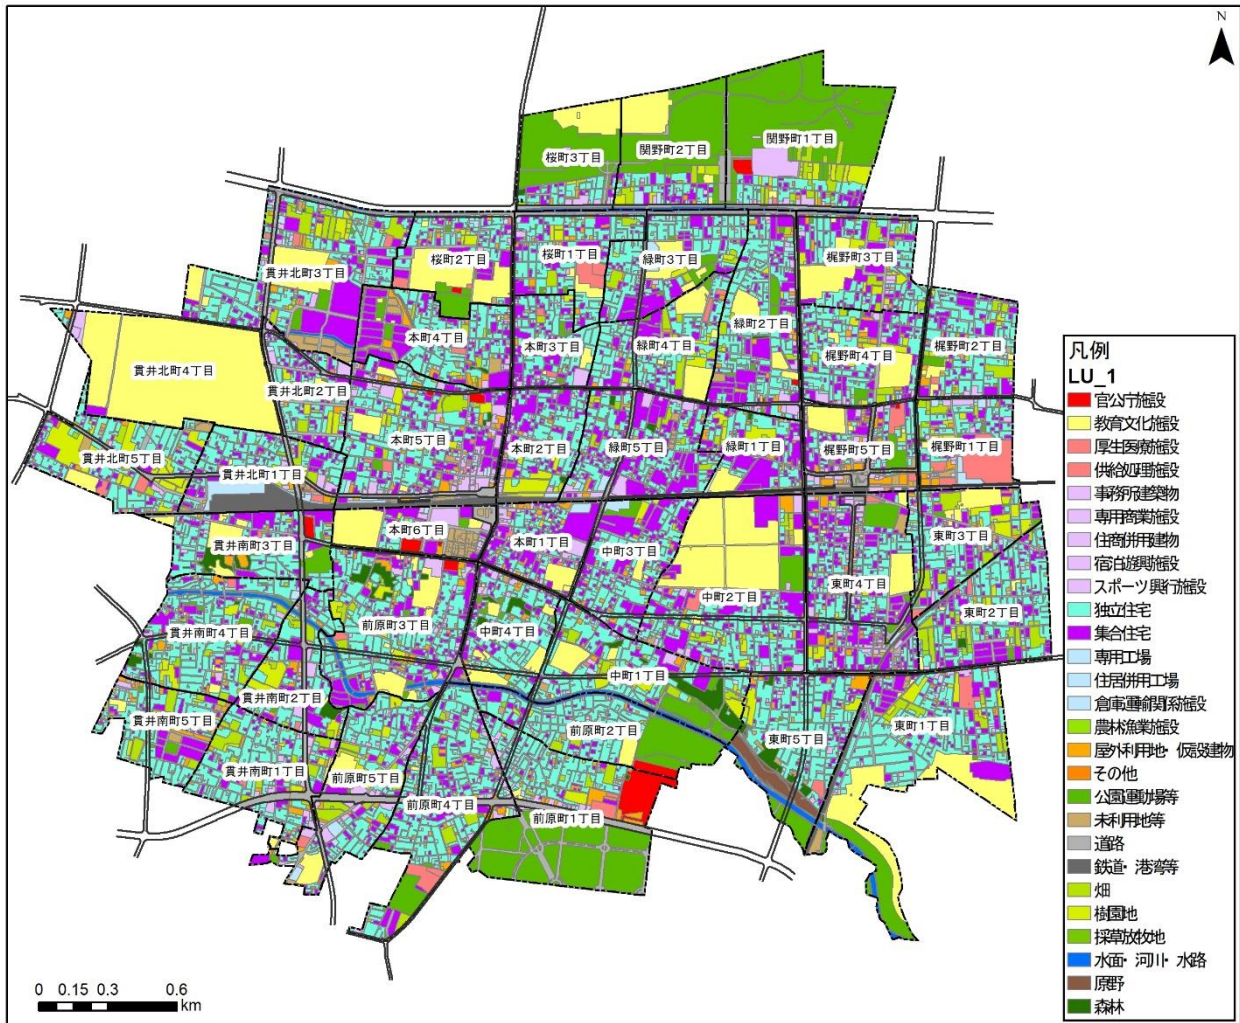 N
関野町1丁目
関野町2丁目
桜町3丁目
桜町2丁目
桜町1丁目
緑町3丁目
梶野町3丁目
貫井北町3丁目
緑町2丁目
本町4丁目
本町3丁目
緑町4丁目
梶野町4丁目
梶野町2丁目
貫井北町4丁目
貫井北町2丁目
本町5丁目
本町2丁目
緑町5丁目
緑町1丁目
梶野町5丁目
梶野町1丁目
貫井北町5丁目
貫井北町1丁目
本町6丁目
本町1丁目
貫井南町3丁目
中町3丁目
東町3丁目
東町4丁目
中町2丁目
東町2丁目
前原町3丁目
中町4丁目
貫井南町4丁目
中町1丁目
貫井南町2丁目
貫井南町5丁目
前原町2丁目
東町5丁目
東町1丁目
貫井南町1丁目
前原町5丁目
前原町4丁目
前原町1丁目
凡例
LU_1
官公庁施設
教育文化施設
厚生医療施設
供給処理施設
事務所建築物
専用商業施設
住商併用建物
宿泊遊興施設
スポーツ興行施設
独立住宅
集合住宅
専用工場
住居併用工場
倉庫運輸関係施設
農林漁業施設
屋外利用地・仮設建物
その他
公園運動場等
未利用地等
道路
鉄道・港湾等
畑
樹園地
採草放牧地
水面・河川・水路
原野
森林
0 0.15 0.3 0.6
km